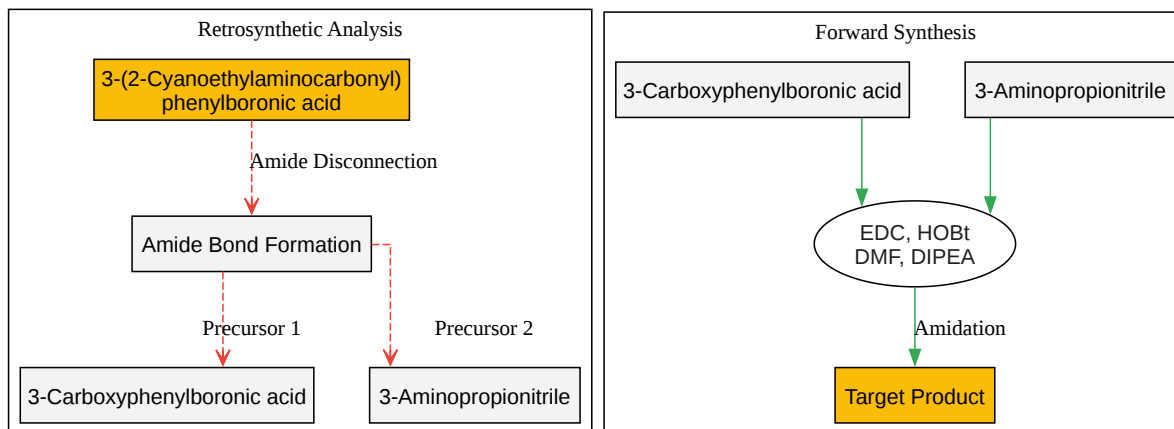 Retrosynthetic Analysis
3-(2-Cyanoethylaminocarbonyl)
phenylboronic acid
Amide Disconnection
Amide Bond Formation
Precursor 1
Precursor 2
3-Carboxyphenylboronic acid
3-Aminopropionitrile
Forward Synthesis
3-Carboxyphenylboronic acid
3-Aminopropionitrile
EDC, HOBt
DMF, DIPEA
Amidation
Target Product